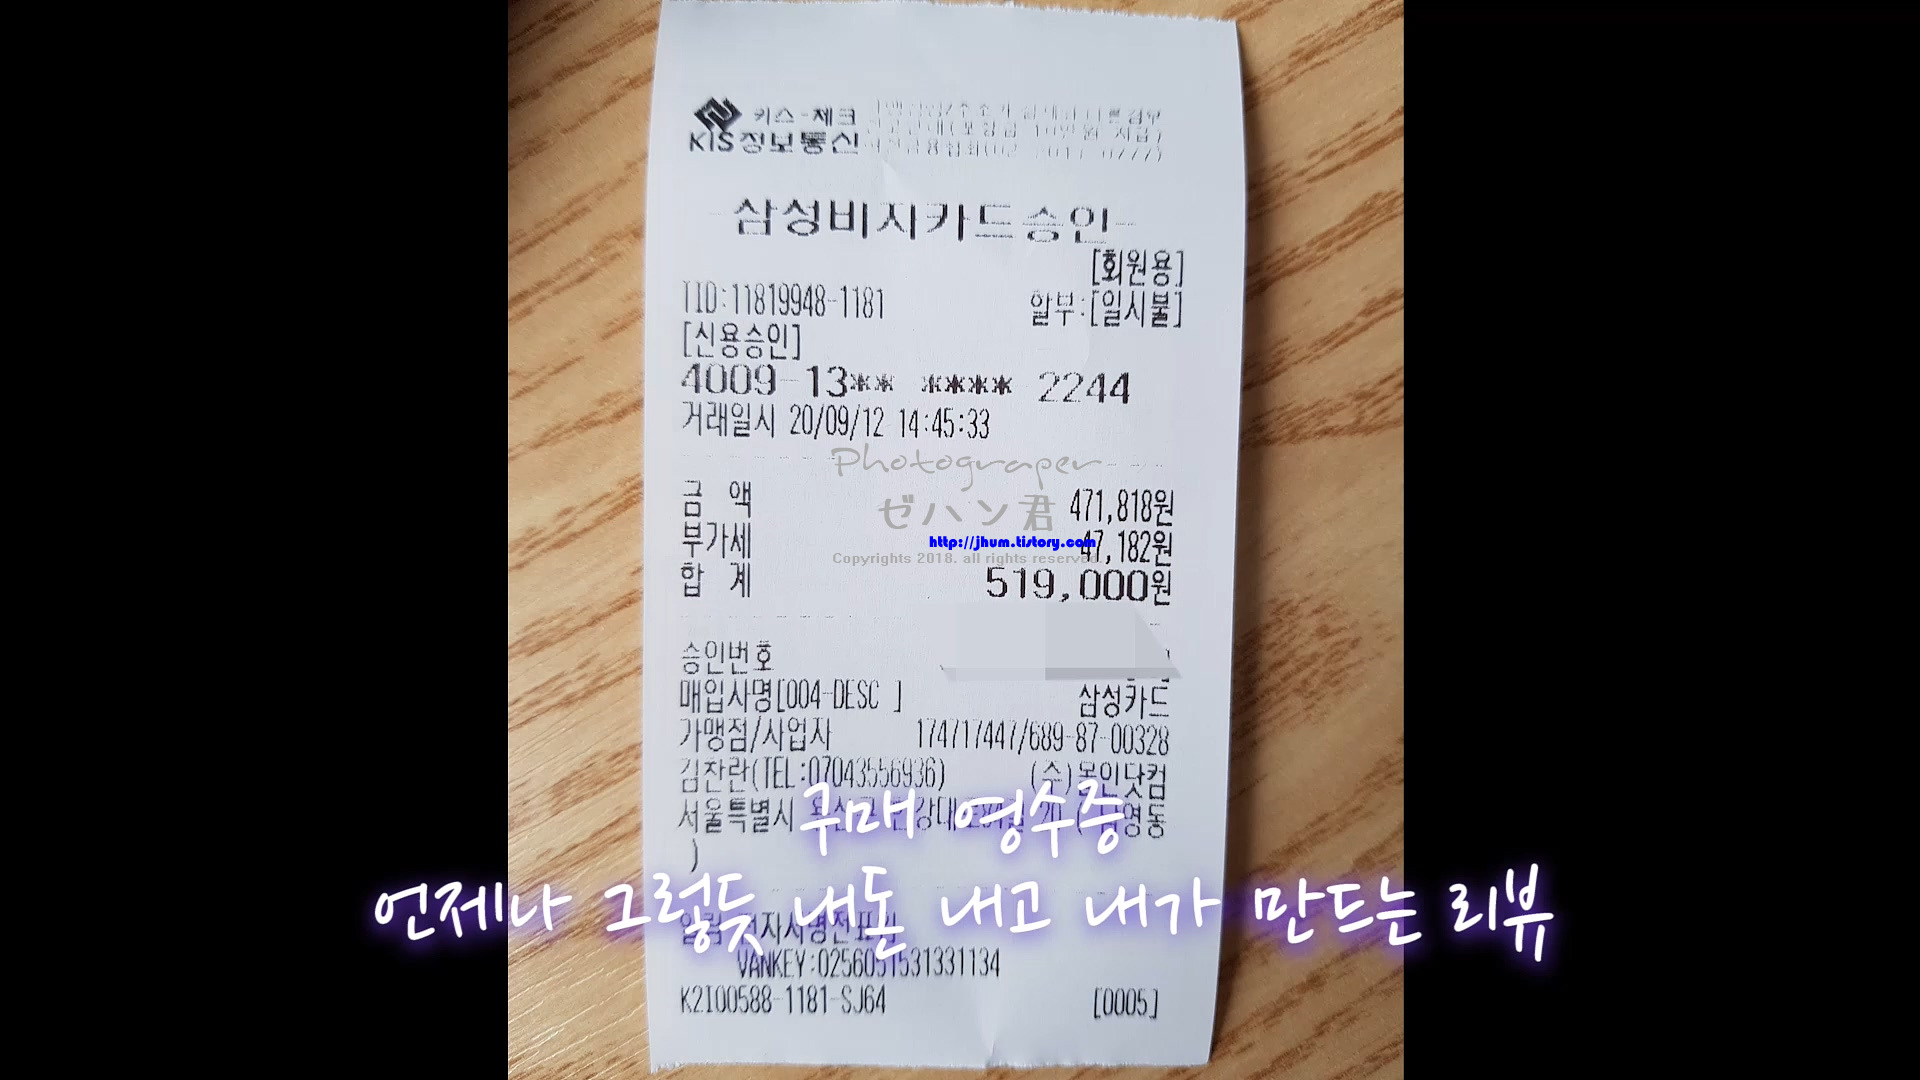 키스-체크
KIS정보통신
삼성비지카드승인
[회원용]
TID:11819948-1181 할부:[일시불]
[신용승인]
4009-13** **** 2244
거래일시 20/09/12 14:45:33
Photograper
ゼハン君
http://jhum.tistory.com
Copyrights 2018. all rights reserved.
금 액 471,818원
부가세 47,182원
합 계 519,000원
승인번호
매입사명[004-DESC ] 삼성카드
가맹점/사업자 174717447/689-87-00328
김찬란(TEL:07043556936) (주)몬인닷컴
서울특별시
)
구매 영수증
언제나 그렇듯 내돈 내고 내가 만드는 리뷰
VANKEY:0256051531331134
K2I00588-1181-SJ64 [0005]